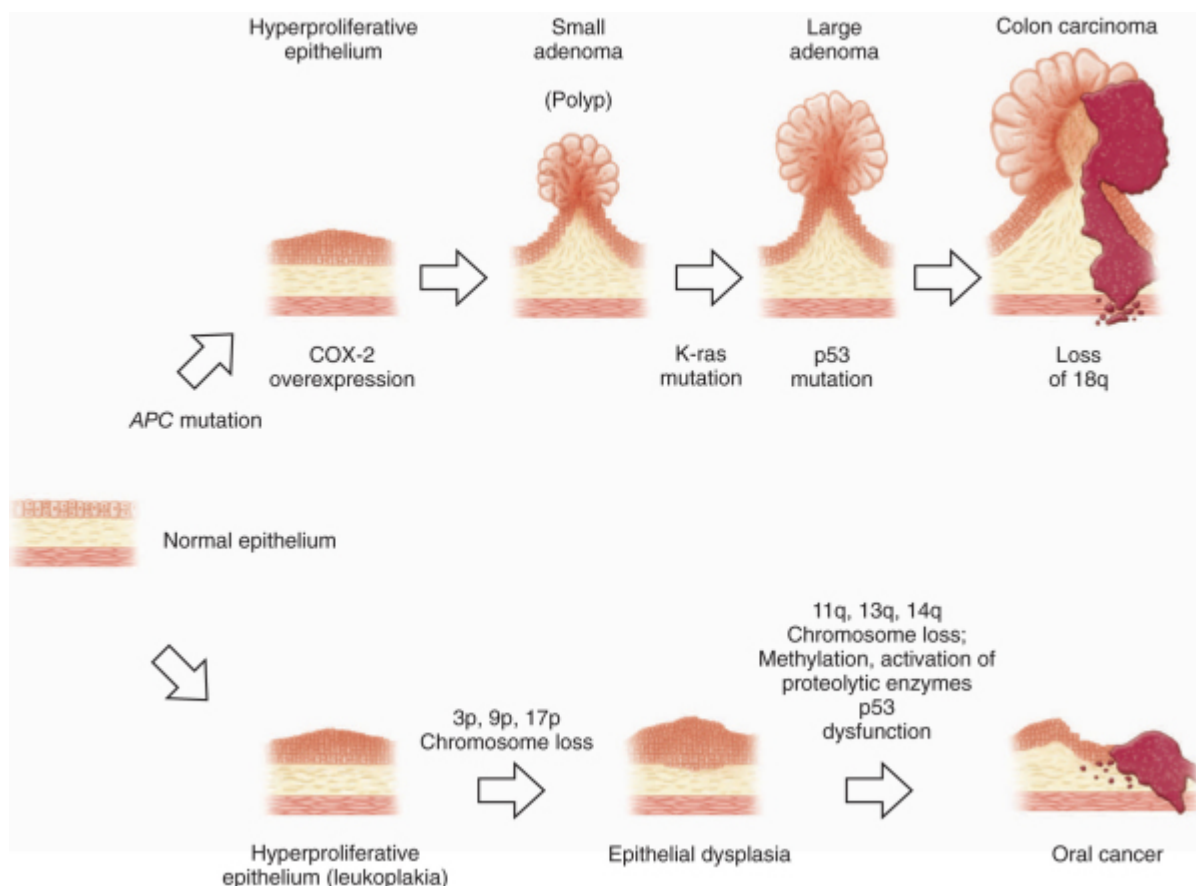 Hyperproliferative
epithelium
Small
adenoma
(Polyp)
Large
adenoma
Colon carcinoma
COX-2
overexpression
K-ras
mutation
p53
mutation
Loss
of 18q
APC mutation
Normal epithelium
11q, 13q, 14q
Chromosome loss;
Methylation, activation of
proteolytic enzymes
p53
dysfunction
3p, 9p, 17p
Chromosome loss
Hyperproliferative
epithelium (leukoplakia)
Epithelial dysplasia
Oral cancer